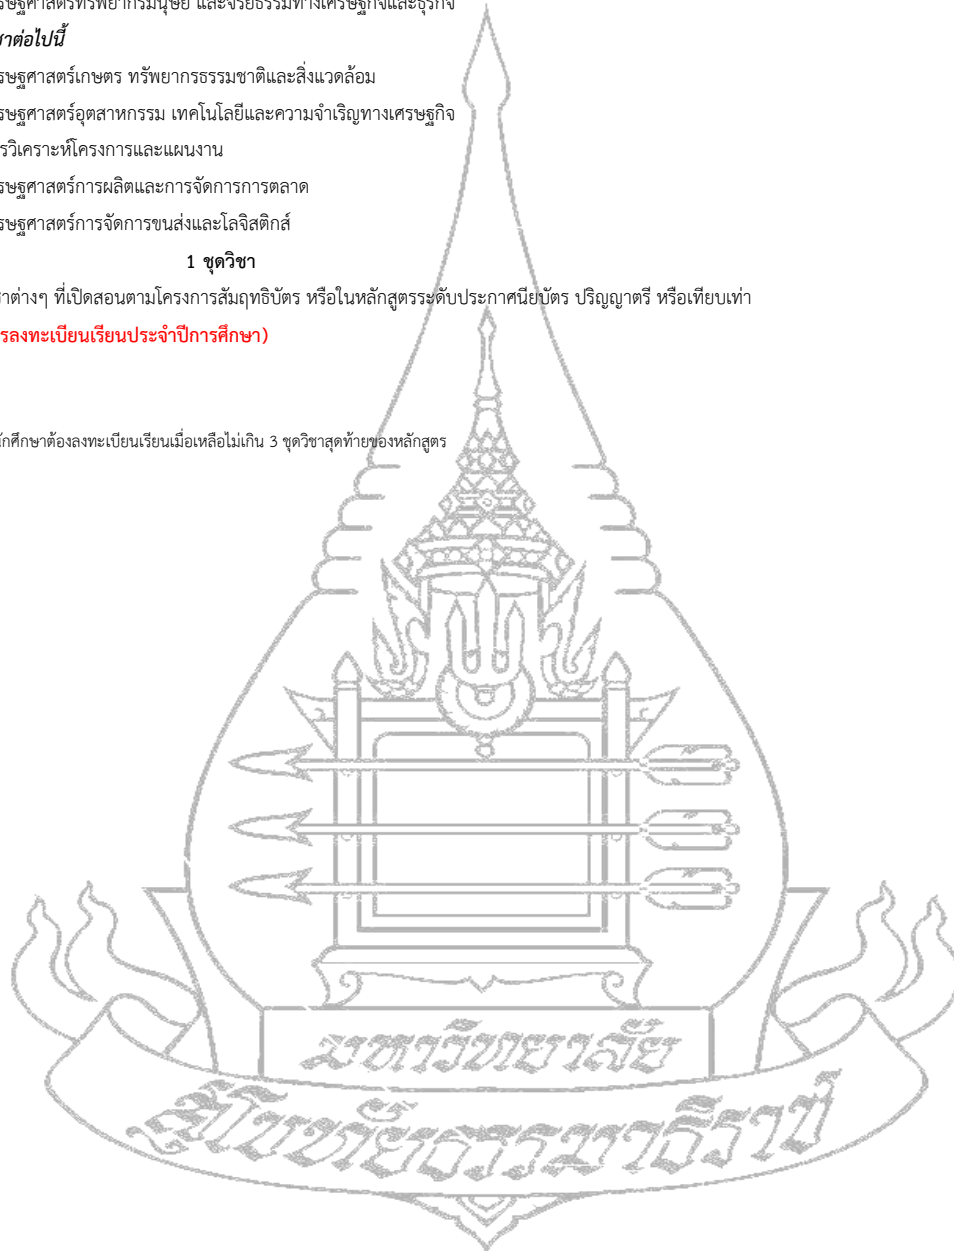 รษฐศาสตร์ทรัพยากรมนุษย์ และจริยธรรมทางเศรษฐกิจและธุรกิจ
าต่อไปนี้
รษฐศาสตร์เกษตร ทรัพยากรธรรมชาติและสิ่งแวดล้อม
รษฐศาสตร์อุตสาหกรรม เทคโนโลยีและความจำเริญทางเศรษฐกิจ
รวิเคราะห์โครงการและแผนงาน
รษฐศาสตร์การผลิตและการจัดการการตลาด
รษฐศาสตร์การจัดการขนส่งและโลจิสติกส์
1 ชุดวิชา
าต่างๆ ที่เปิดสอนตามโครงการสัมฤทธิบัตร หรือในหลักสูตรระดับประกาศนียบัตร ปริญญาตรี หรือเทียบเท่า
รลงทะเบียนเรียนประจำปีการศึกษา)
นักศึกษาต้องลงทะเบียนเรียนเมื่อเหลือไม่เกิน 3 ชุดวิชาสุดท้ายของหลักสูตร
มหาวิทยาลัย
สุโขทัยธรรมาธิราช